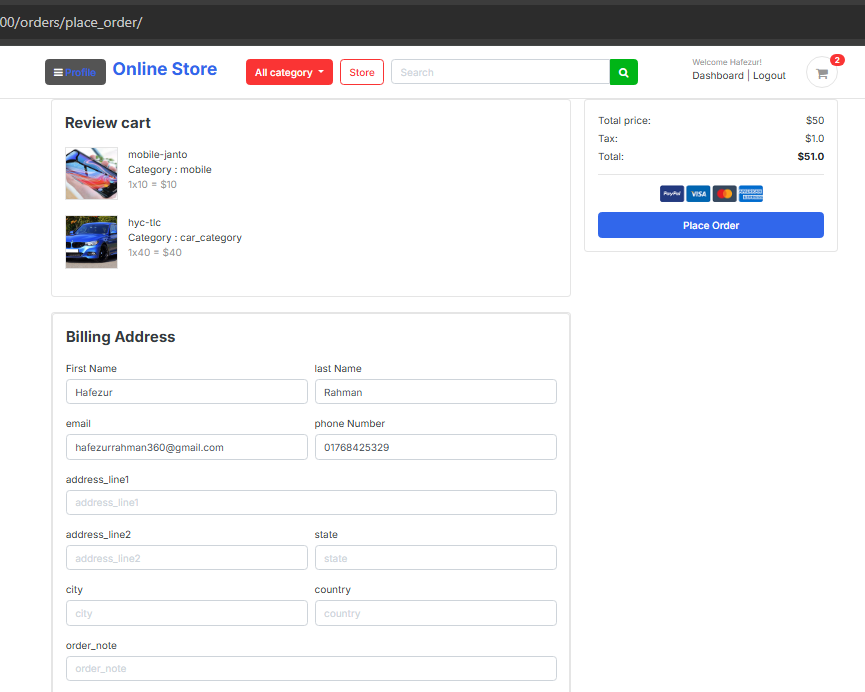 00/orders/place_order/
Profile
Online Store
All category
Store
Search
Welcome Hafezur!
Dashboard | Logout
2
Review cart
mobile-janto
Category : mobile
1x10 = $10
hyc-tlc
Category : car_category
1x40 = $40
Total price: $50
Tax: $1.0
Total: $51.0
PayPal VISA AMERICAN EXPRESS
Place Order
Billing Address
First Name last Name
Hafezur Rahman
email phone Number
hafezurrahman360@gmail.com 01768425329
address_line1
address_line1
address_line2 state
address_line2 state
city country
city country
order_note
order_note